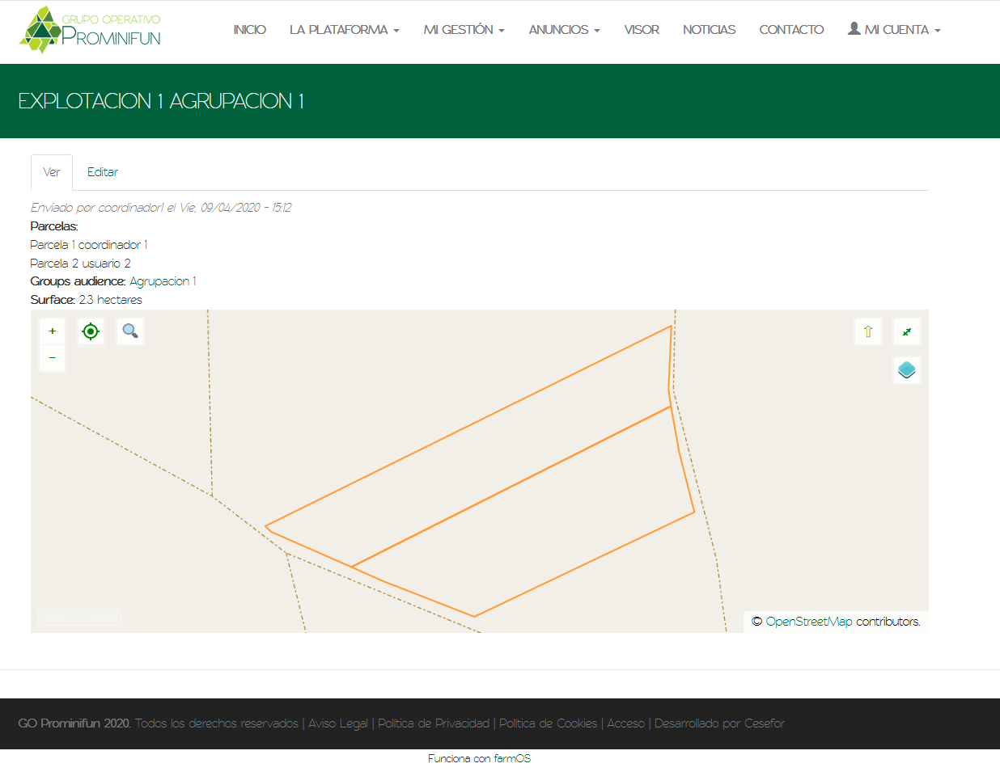 GRUPO OPERATIVO
PROMINIFUN
INICIO LA PLATAFORMA MI GESTIÓN ANUNCIOS VISOR NOTICIAS CONTACTO MI CUENTA
EXPLOTACION 1 AGRUPACION 1
Ver Editar
Enviado por coordinador1 el Vie, 09/04/2020 - 15:12
Parcelas:
Parcela 1 coordinador 1
Parcela 2 usuario 2
Groups audience: Agrupacion 1
Surface: 2.3 hectares
+
−
© OpenStreetMap contributors.
GO Prominifun 2020. Todos los derechos reservados | Aviso Legal | Política de Privacidad | Política de Cookies | Acceso | Desarrollado por Cesefor
Funciona con farmOS